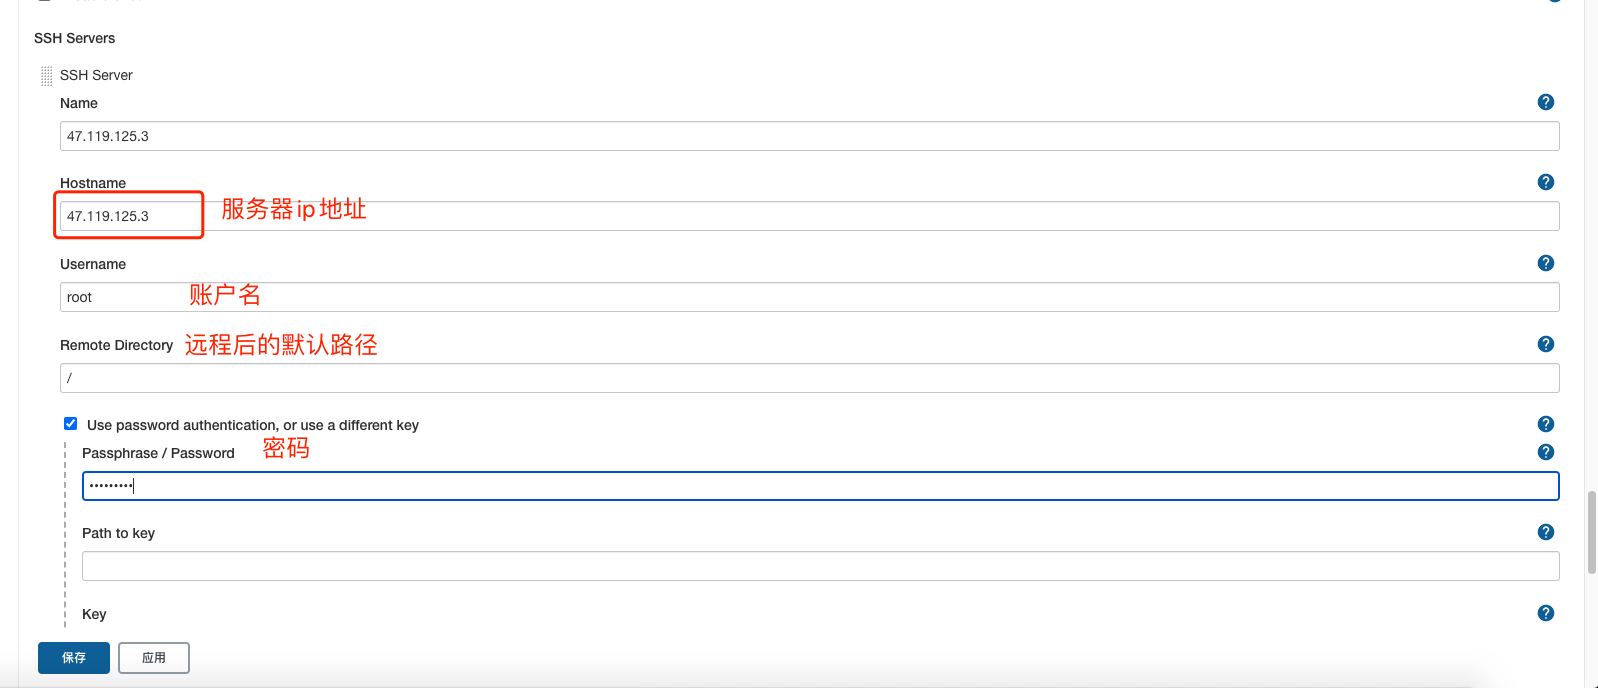 SSH Servers
SSH Server
Name
47.119.125.3
Hostname
47.119.125.3 服务器ip地址
Username
root 账户名
Remote Directory 远程后的默认路径
/
Use password authentication, or use a different key
Passphrase / Password 密码
•••••••••
Path to key
Key
保存 应用